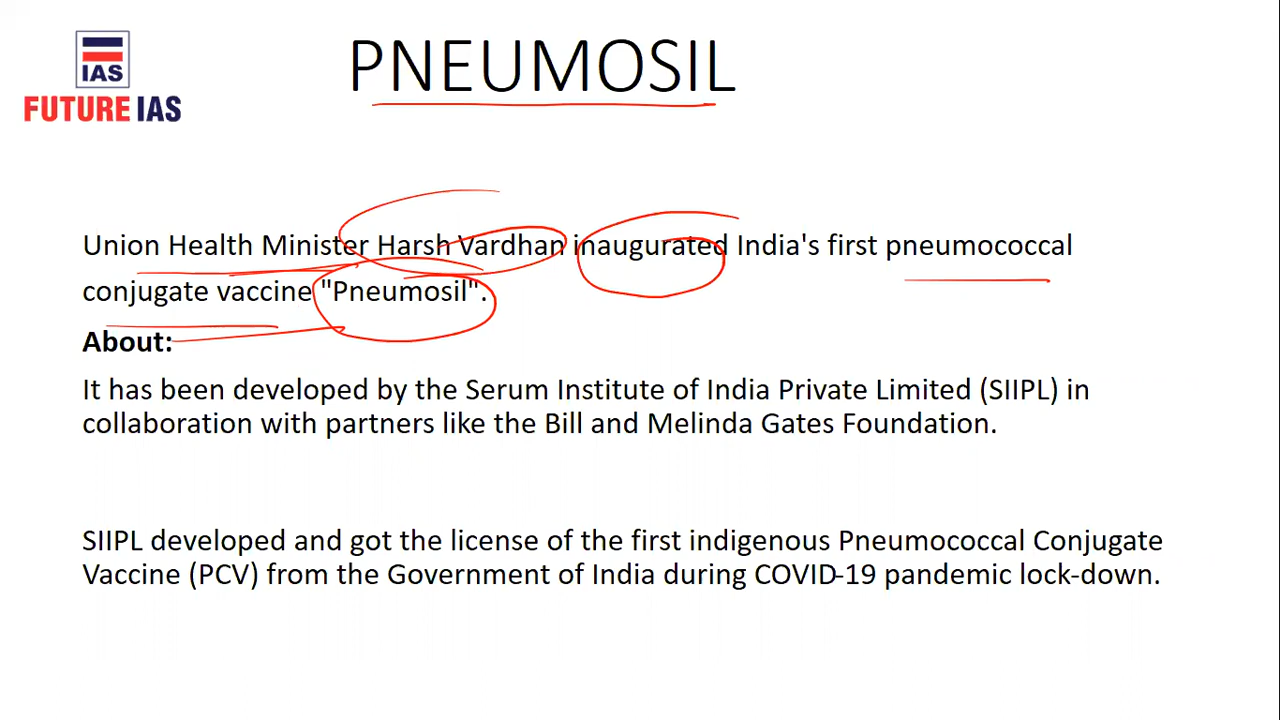 PNEUMOSIL
IAS
FUTURE IAS
Union Health Minister Harsh Vardhan inaugurated India's first pneumococcal
conjugate vaccine "Pneumosil".
About:
It has been developed by the Serum Institute of India Private Limited (SIIPL) in
collaboration with partners like the Bill and Melinda Gates Foundation.
SIIPL developed and got the license of the first indigenous Pneumococcal Conjugate
Vaccine (PCV) from the Government of India during COVID-19 pandemic lock-down.